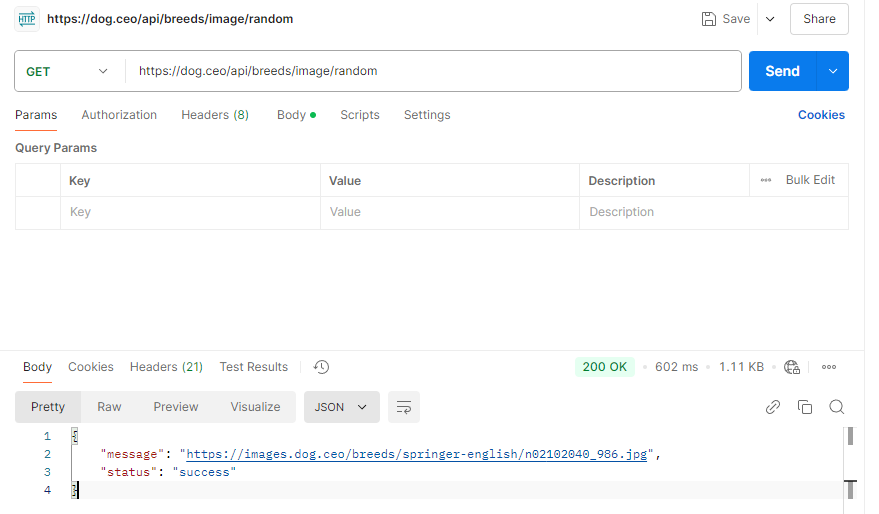 HTTP https://dog.ceo/api/breeds/image/random Save Share
GET https://dog.ceo/api/breeds/image/random Send
Params Authorization Headers (8) Body Scripts Settings Cookies
Query Params
Key Value Description Bulk Edit
Key Value Description
Body Cookies Headers (21) Test Results 200 OK 602 ms 1.11 KB
Pretty Raw Preview Visualize JSON
1 {
2 "message": "https://images.dog.ceo/breeds/springer-english/n02102040_986.jpg",
3 "status": "success"
4 }